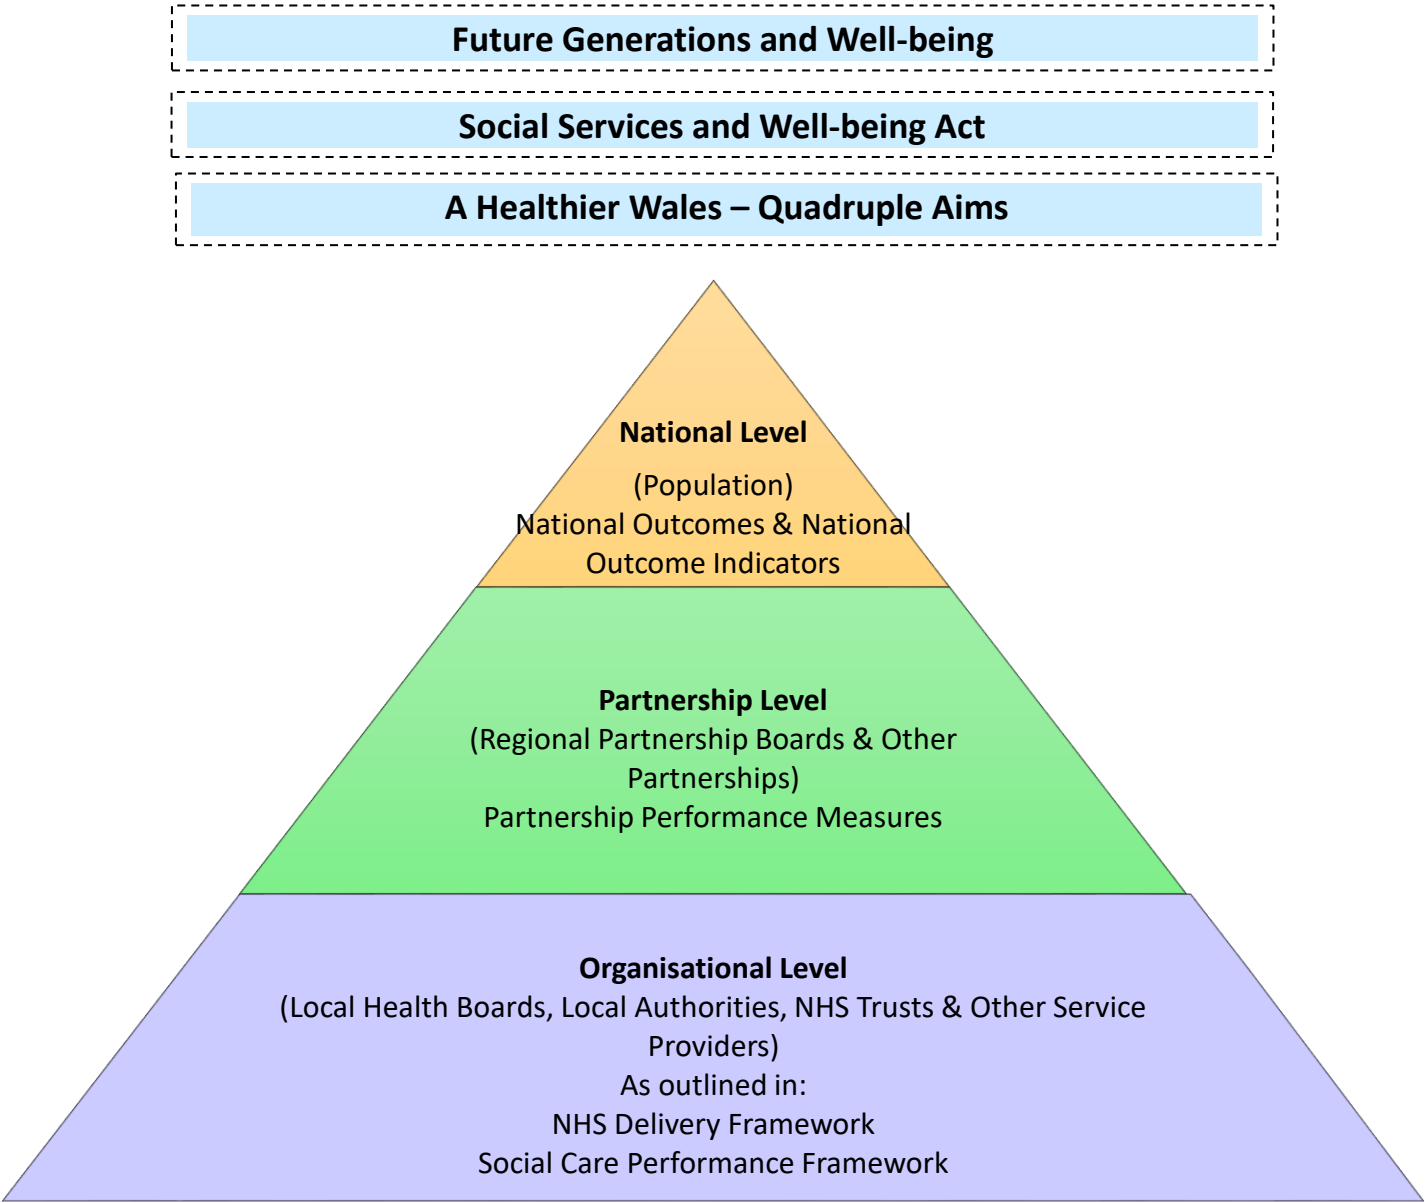 Future Generations and Well-being
Social Services and Well-being Act
A Healthier Wales – Quadruple Aims
National Level
(Population)
National Outcomes & National
Outcome Indicators
Partnership Level
(Regional Partnership Boards & Other
Partnerships)
Partnership Performance Measures
Organisational Level
(Local Health Boards, Local Authorities, NHS Trusts & Other Service
Providers)
As outlined in:
NHS Delivery Framework
Social Care Performance Framework